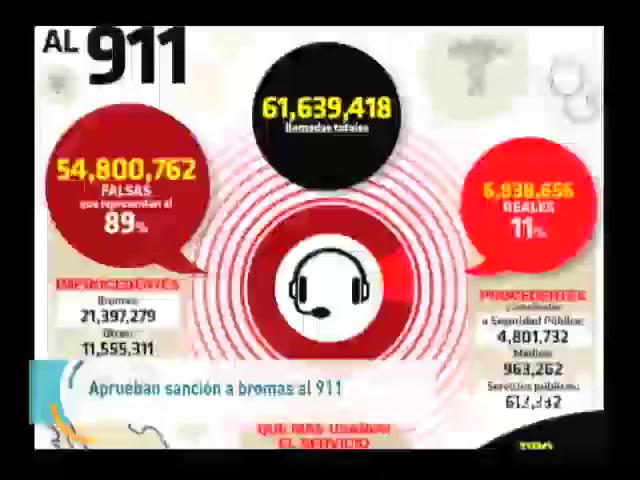 AL 911
61,639,418
llamadas totales
54,800,762
FALSAS
que representan el
89%
6,838,656
REALES
11%
IMPROCEDENTES
Bromas:
21,397,279
Otras:
11,555,311
PROCEDENTES
a Seguridad Pública:
4,801,732
Médica:
963,262
Servicios públicos:
Aprueban sanción a bromas al 911
QUE MÁS USARON
EL SERVICIO